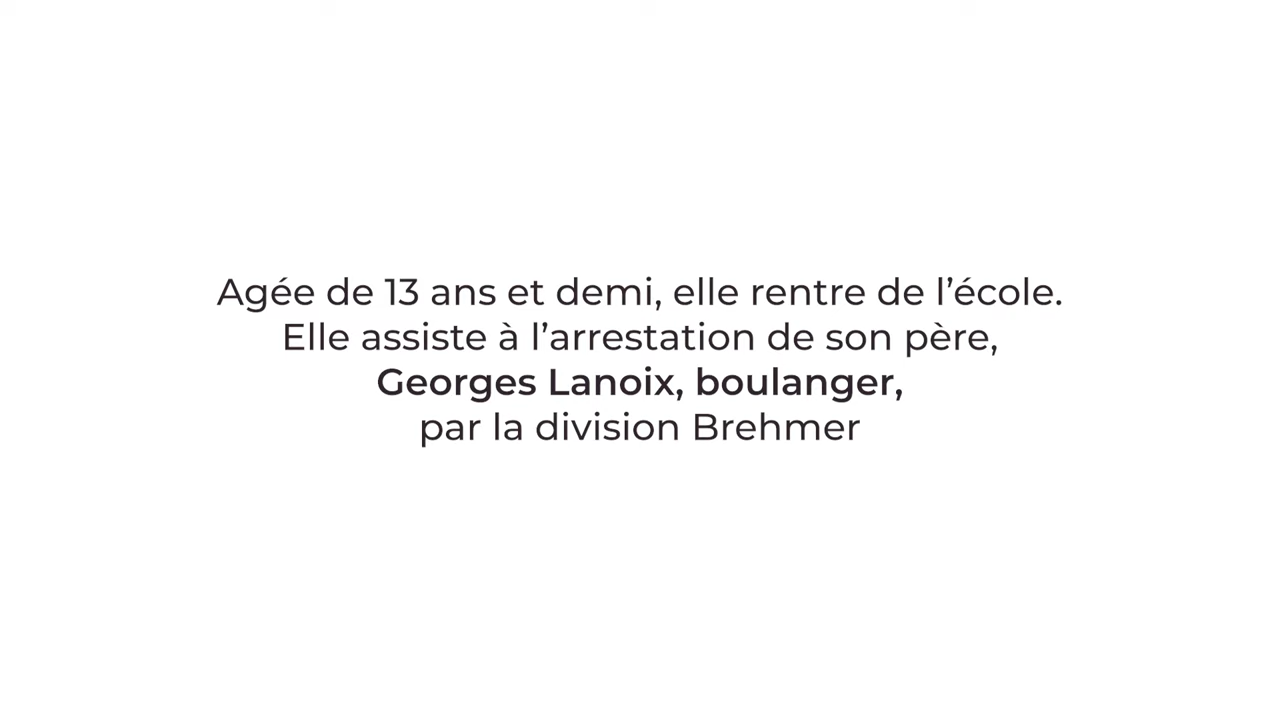 Agée de 13 ans et demi, elle rentre de l’école.
Elle assiste à l’arrestation de son père,
Georges Lanoix, boulanger,
par la division Brehmer